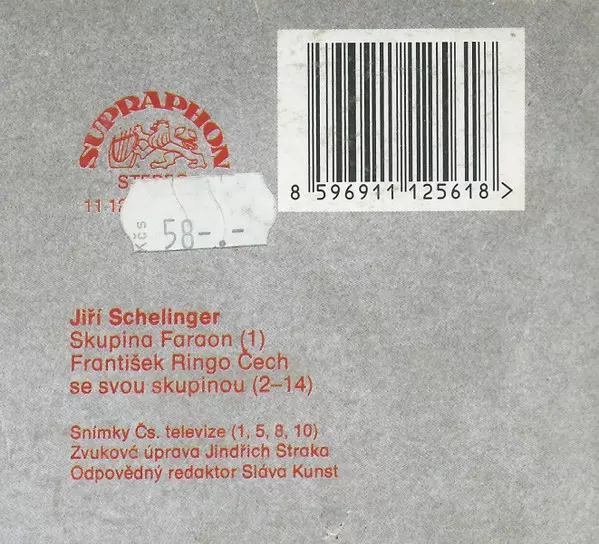 SUPRAPHON
STEREO
Kčs 58-.-
8 596911 125618 >
Jiří Schelinger
Skupina Faraon (1)
František Ringo Čech
se svou skupinou (2–14)
Snímky Čs. televize (1, 5, 8, 10)
Zvuková úprava Jindřich Straka
Odpovědný redaktor Sláva Kunst